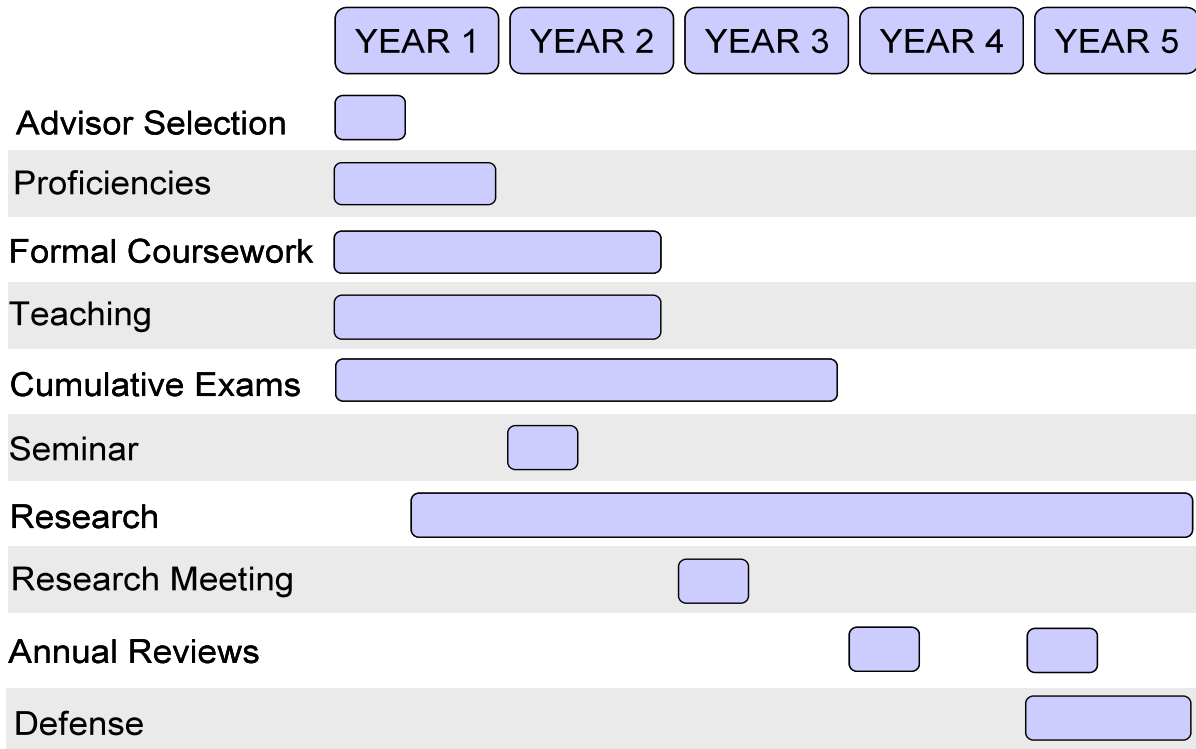 YEAR 1 YEAR 2 YEAR 3 YEAR 4 YEAR 5
Advisor Selection
Proficiencies
Formal Coursework
Teaching
Cumulative Exams
Seminar
Research
Research Meeting
Annual Reviews
Defense